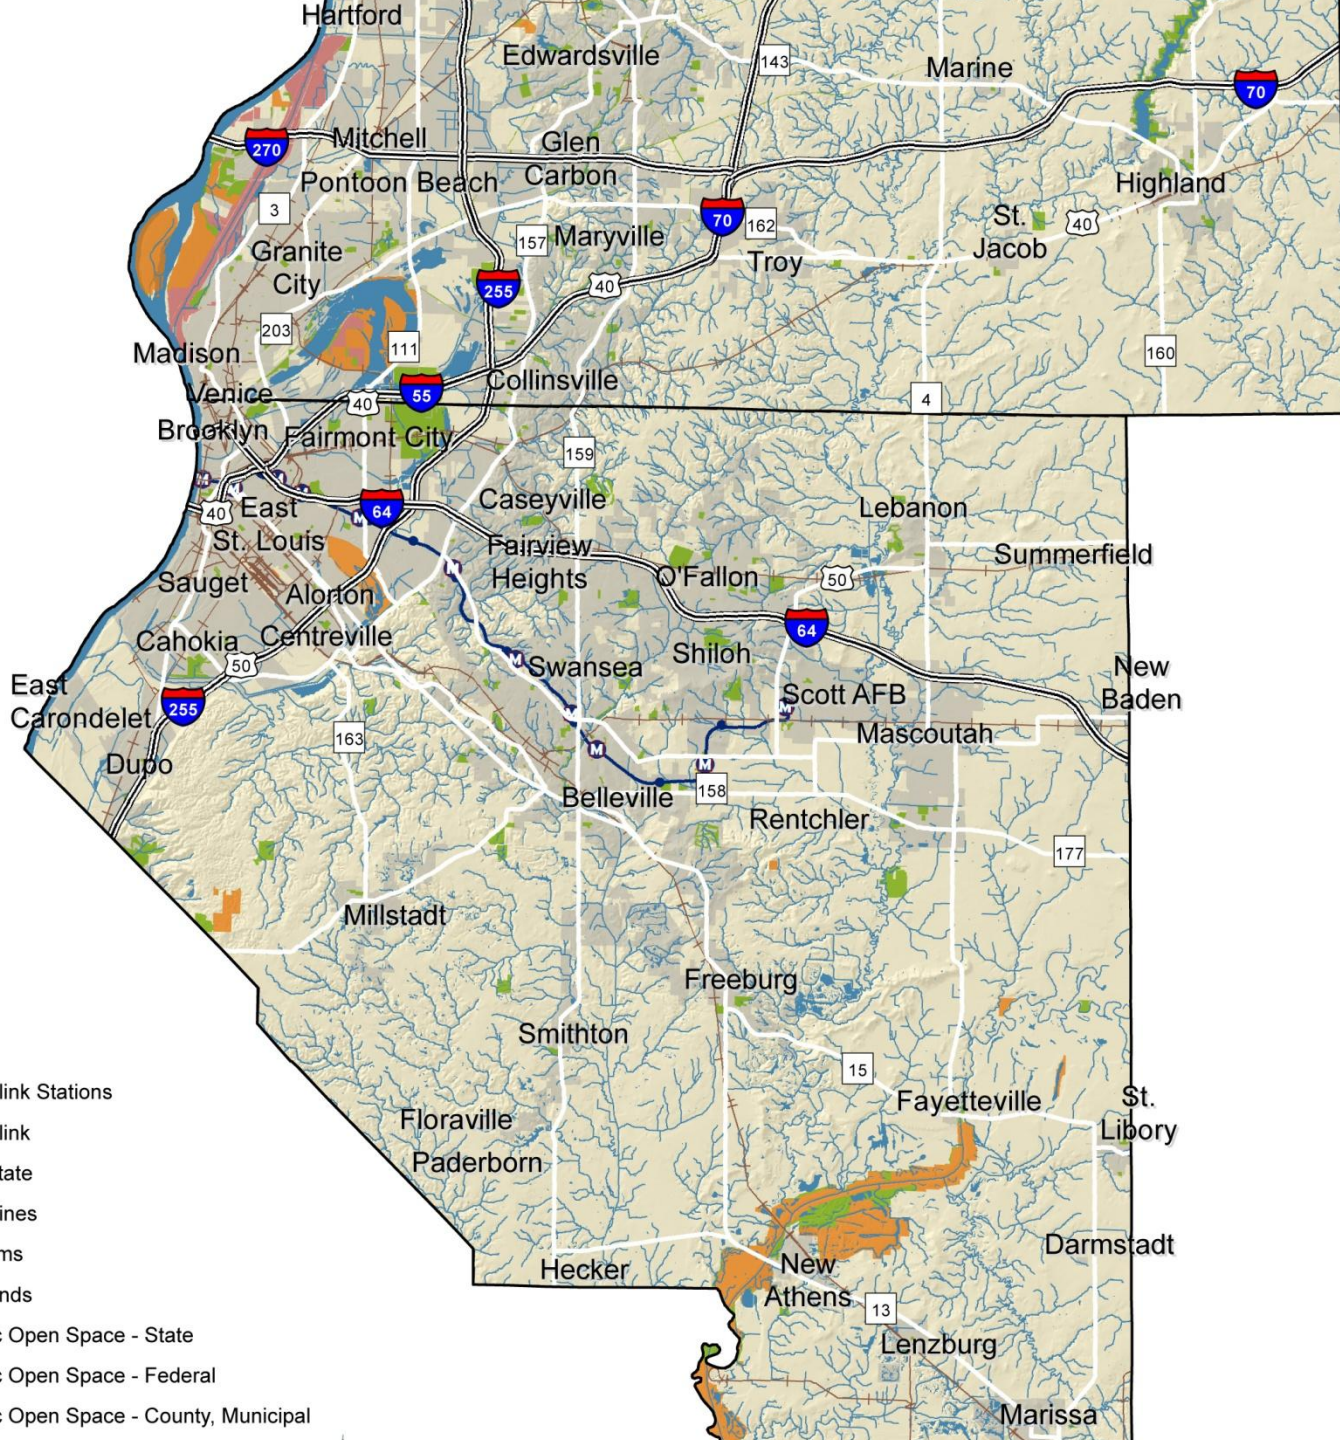 Hartford
Edwardsville
143
Marine
70
270
Mitchell
Glen
Carbon
Pontoon Beach
Highland
3
70
162
St.
Jacob
40
157
Maryville
Granite
City
Troy
255
40
203
111
Madison
160
Collinsville
Venice
40
55
4
Brooklyn
Fairmont City
159
M
M
M
M
M
40
East
St. Louis
64
Caseyville
Lebanon
Fairview
Heights
Summerfield
M
O'Fallon
50
Sauget
Alorton
64
Cahokia
Centreville
50
Shiloh
M
Swansea
New
Baden
East
Carondelet
255
Scott AFB
M
M
163
Mascoutah
M
M
Dupo
158
Belleville
Rentchler
177
Millstadt
Freeburg
Smithton
15
link Stations
Fayetteville
St.
Libory
Floraville
link
Paderborn
tate
ines
Darmstadt
ms
Hecker
New
Athens
nds
13
c Open Space - State
Lenzburg
c Open Space - Federal
c Open Space - County, Municipal
Marissa